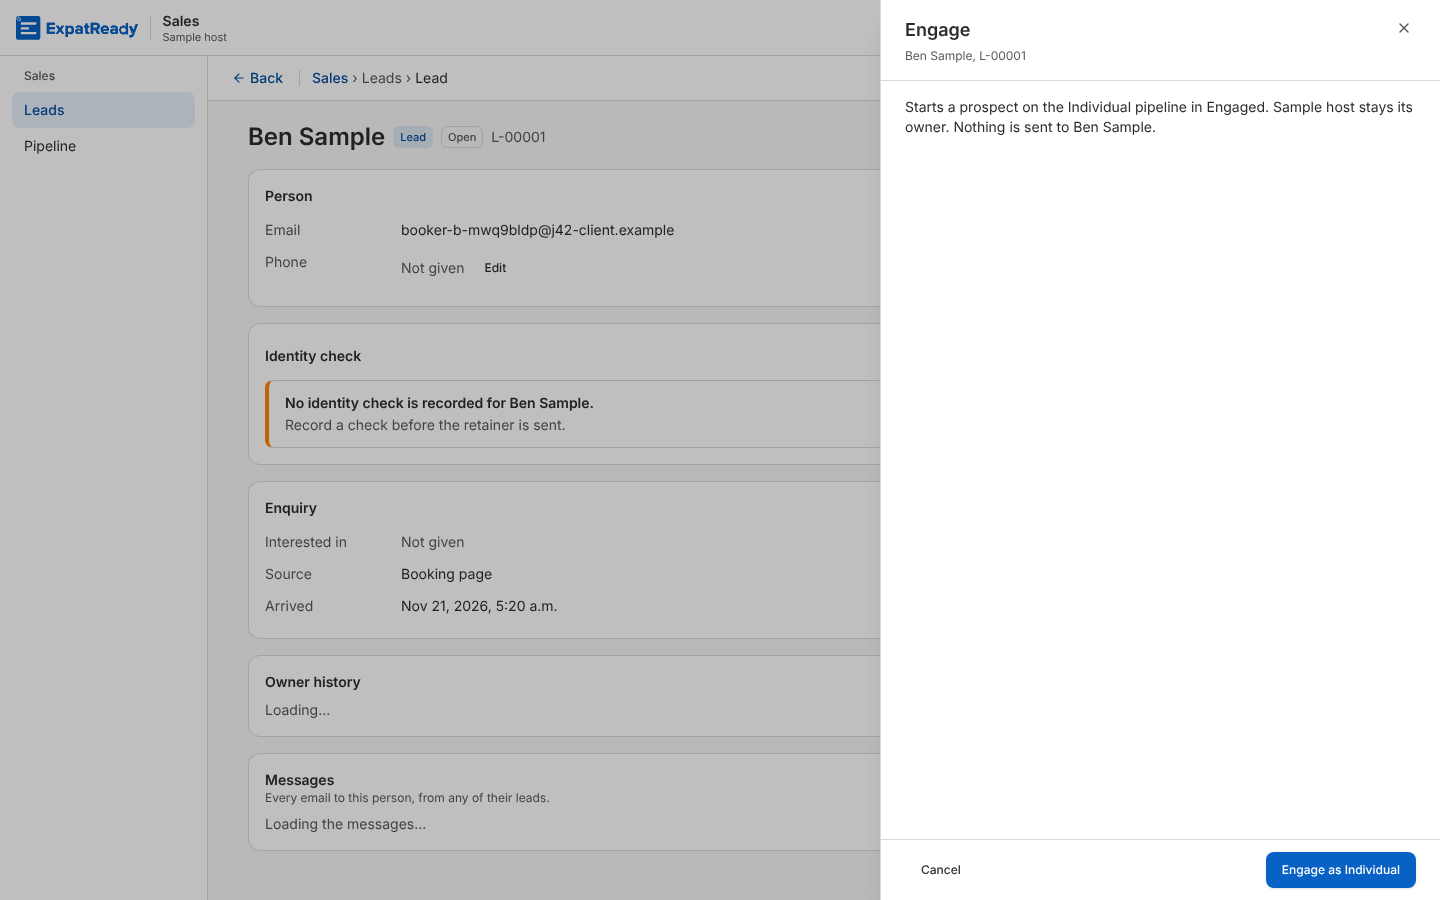 ExpatReady
Sales
Sample host
Sales
Leads
Pipeline
← Back
Sales › Leads › Lead
Ben Sample Lead Open L-00001
Person
Email booker-b-mwq9bldp@j42-client.example
Phone Not given Edit
Identity check
No identity check is recorded for Ben Sample.
Record a check before the retainer is sent.
Enquiry
Interested in Not given
Source Booking page
Arrived Nov 21, 2026, 5:20 a.m.
Owner history
Loading...
Messages
Every email to this person, from any of their leads.
Loading the messages...
Engage
Ben Sample, L-00001
Starts a prospect on the Individual pipeline in Engaged. Sample host stays its
owner. Nothing is sent to Ben Sample.
Cancel Engage as Individual